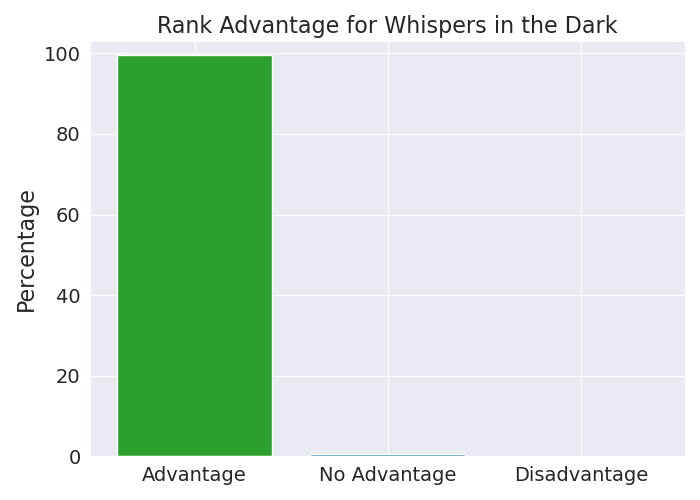 Rank Advantage for Whispers in the Dark
100
80
60
40
20
0
Percentage
Advantage
No Advantage
Disadvantage